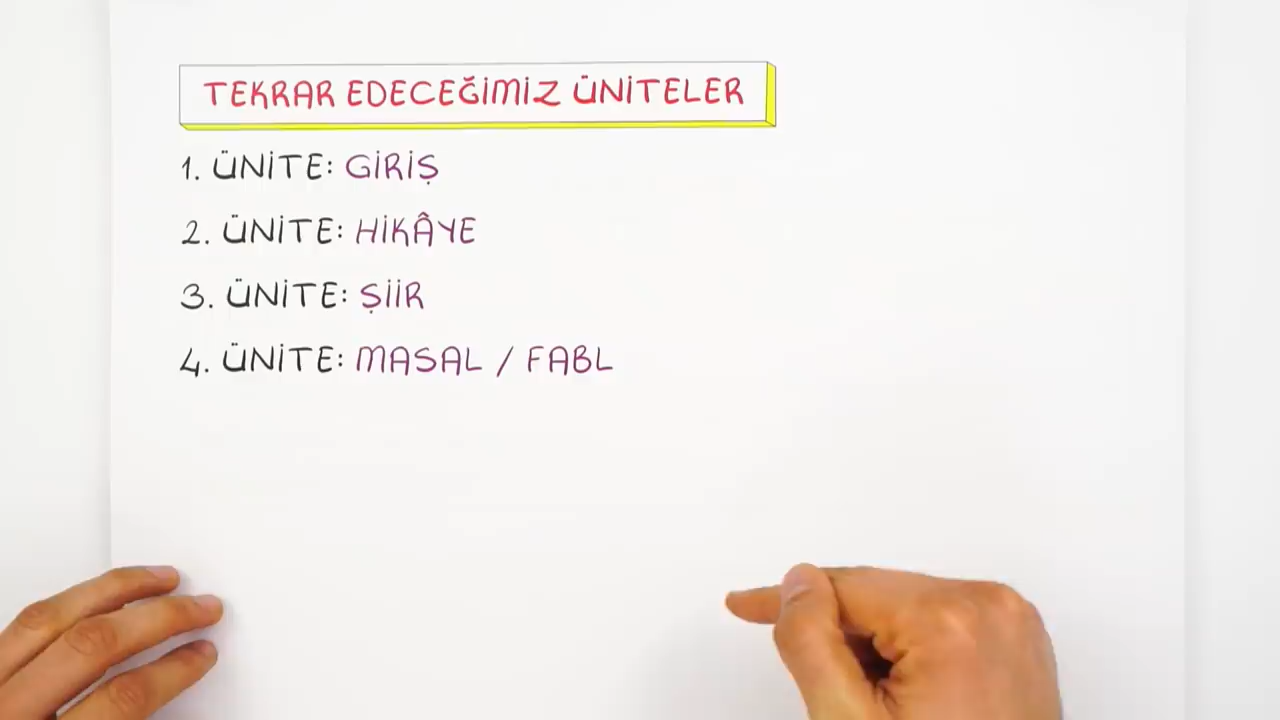 TEKRAR EDECEĞİMİZ ÜNİTELER
1. ÜNİTE: GİRİŞ
2. ÜNİTE: HİKÂYE
3. ÜNİTE: ŞİİR
4. ÜNİTE: MASAL / FABL